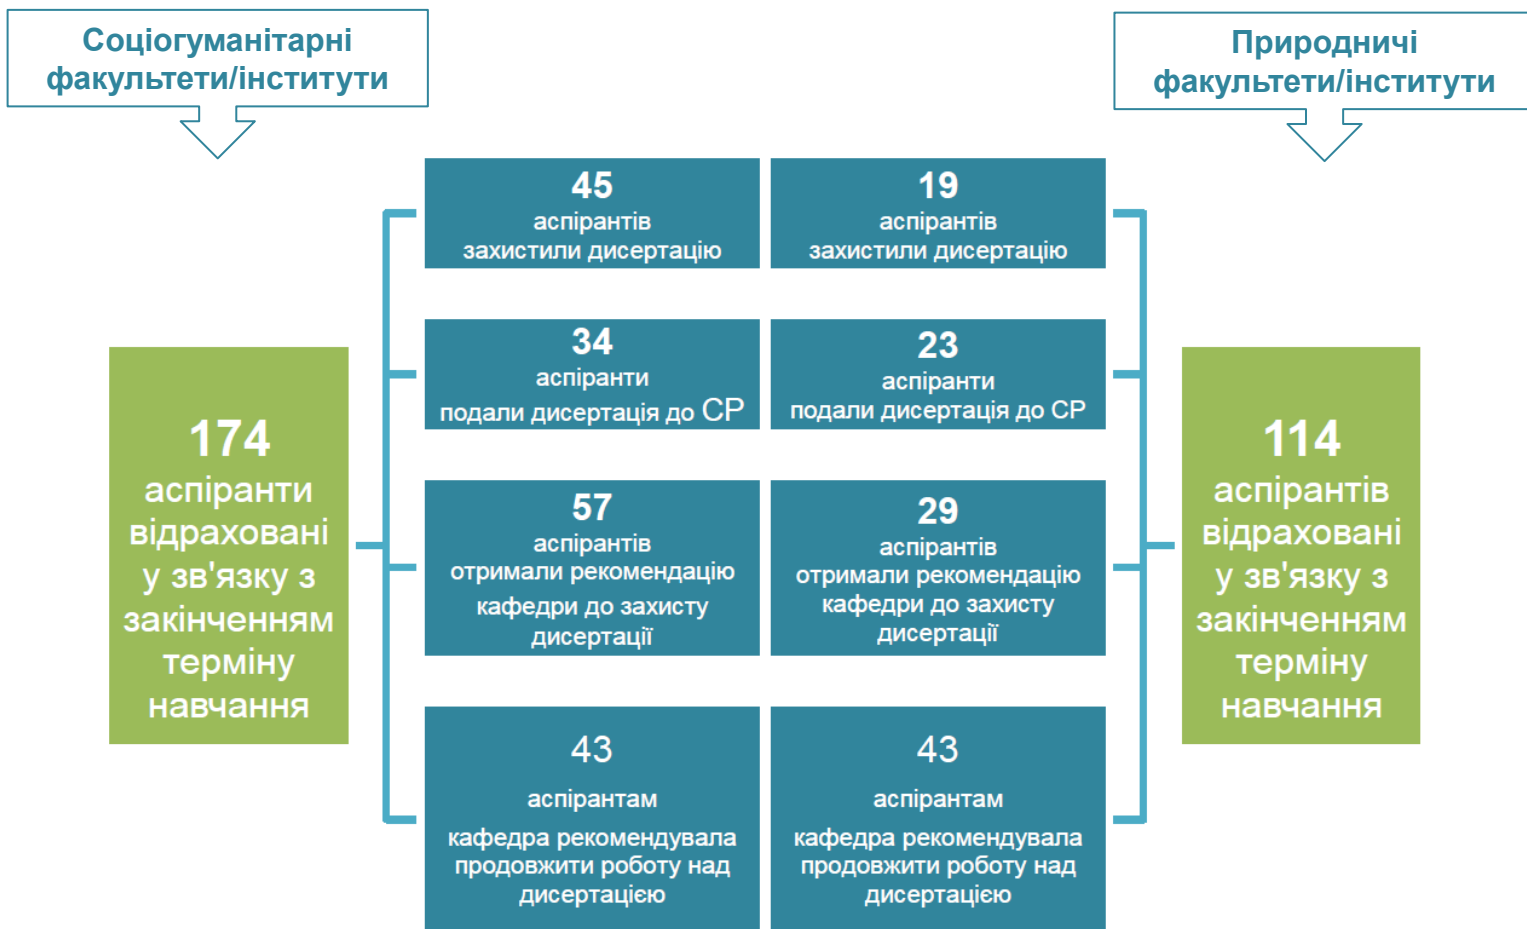 Соціогуманітарні
факультети/інститути
Природничі
факультети/інститути
174
аспіранти
відраховані
у зв'язку з
закінченням
терміну
навчання
45
аспірантів
захистили дисертацію
19
аспірантів
захистили дисертацію
34
аспіранти
подали дисертація до СР
23
аспіранти
подали дисертація до СР
57
аспірантів
отримали рекомендацію
кафедри до захисту
дисертації
29
аспірантів
отримали рекомендацію
кафедри до захисту
дисертації
43
аспірантам
кафедра рекомендувала
продовжити роботу над
дисертацією
43
аспірантам
кафедра рекомендувала
продовжити роботу над
дисертацією
114
аспірантів
відраховані
у зв'язку з
закінченням
терміну
навчання